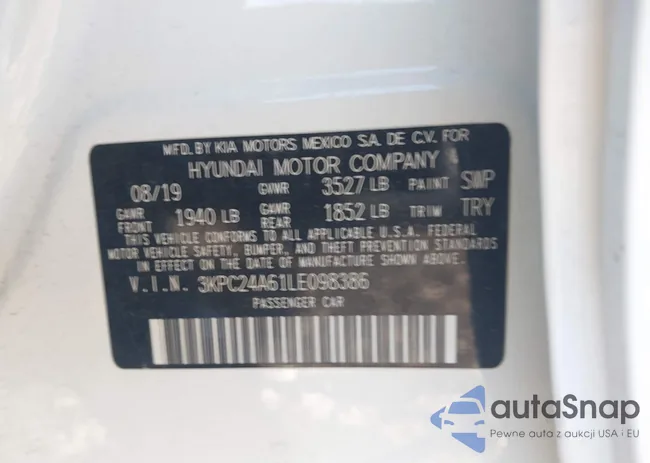 MFD. BY KIA MOTORS MEXICO S.A. DE C.V. FOR
HYUNDAI MOTOR COMPANY
08/19 GVWR 3527 LB PAINT SWP
GAWR FRONT 1940 LB GAWR REAR 1852 LB TRIM TRY
THIS VEHICLE CONFORMS TO ALL APPLICABLE U.S.A. FEDERAL
MOTOR VEHICLE SAFETY, BUMPER, AND THEFT PREVENTION STANDARDS
IN EFFECT ON THE DATE OF MANUFACTURE SHOWN ABOVE.
V.I.N. 3KPC24A61LE098386
PASSENGER CAR
autaSnap
Pewne auta z aukcji USA i EU